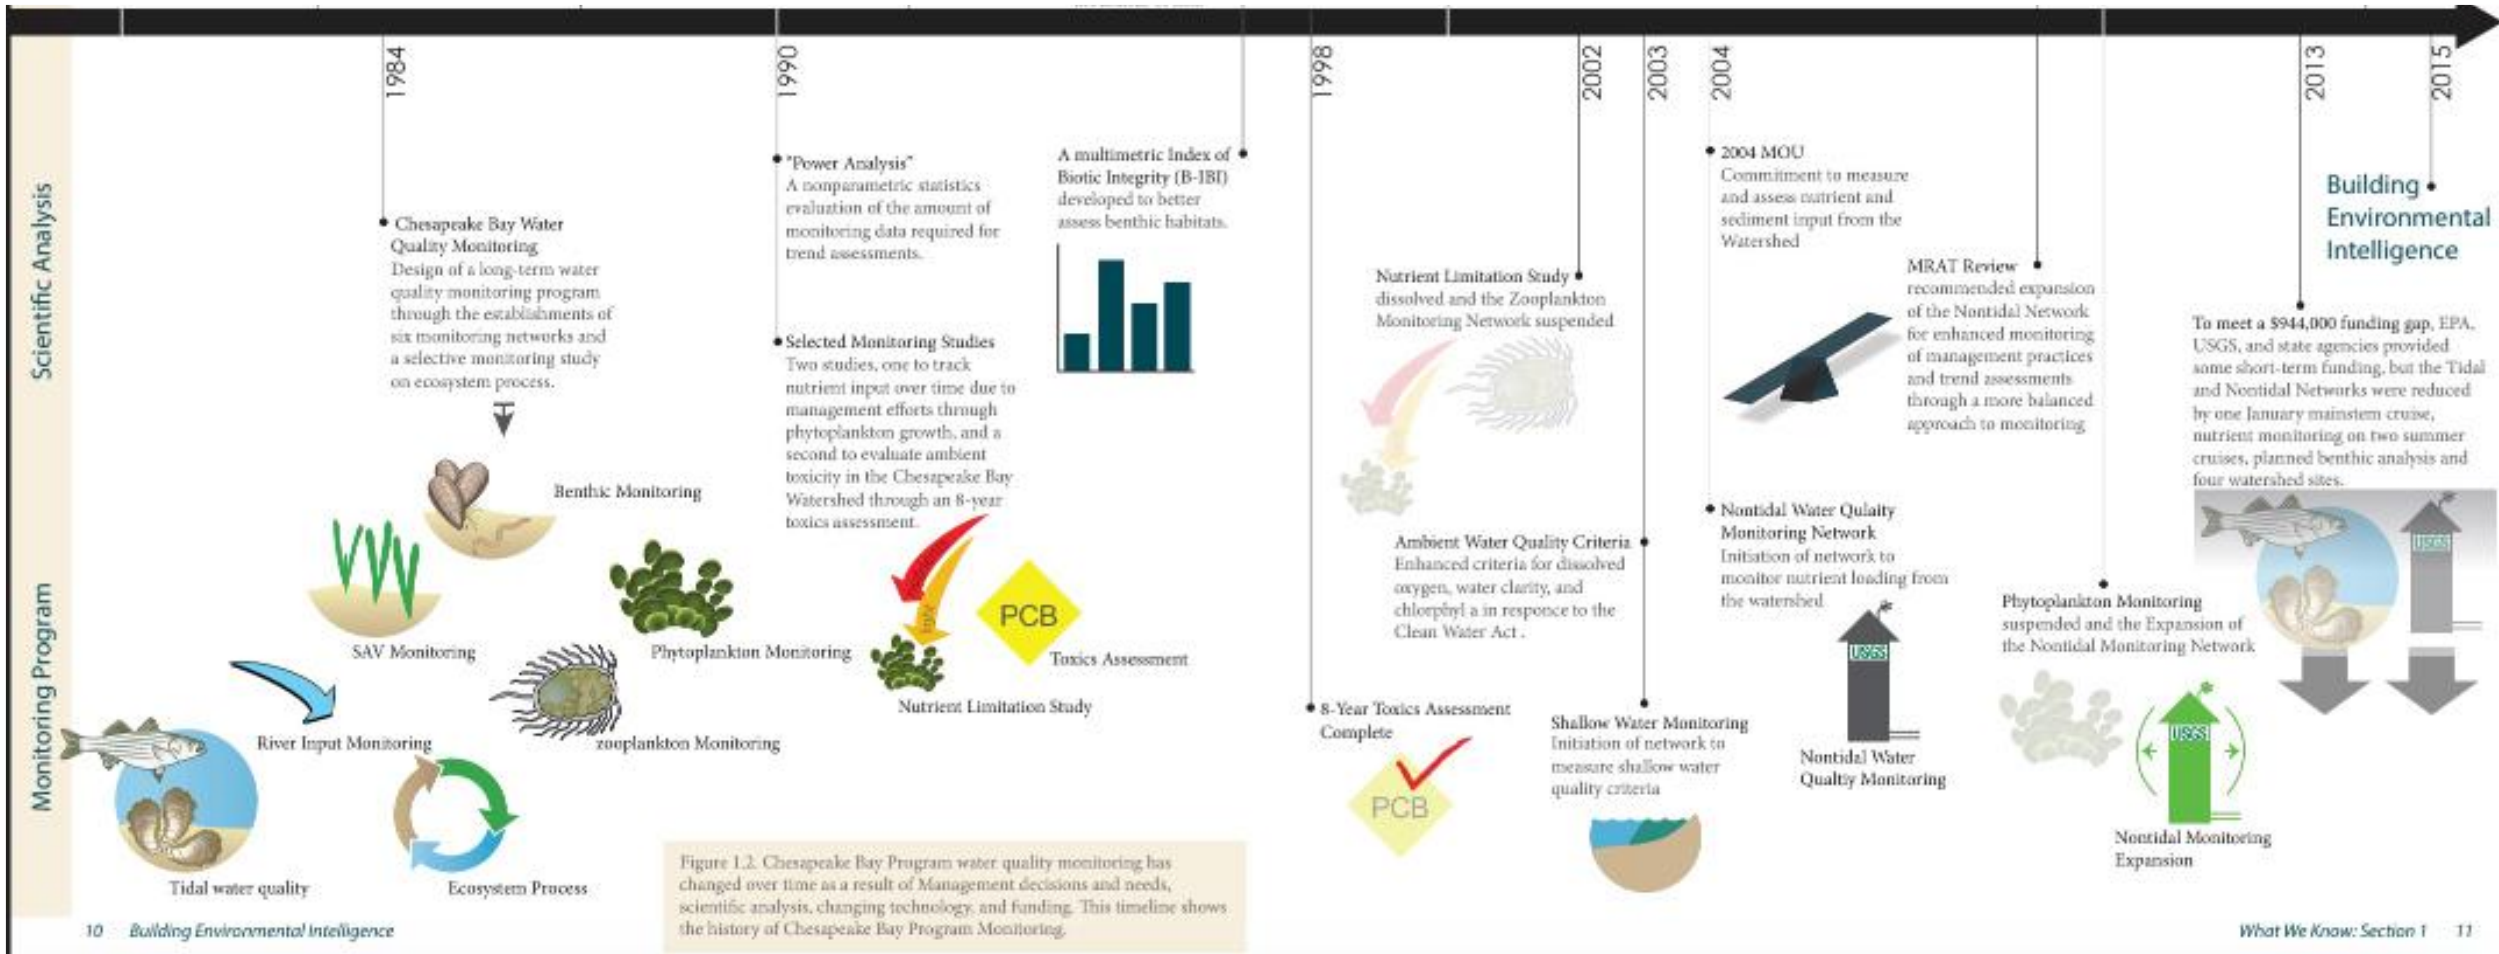 1984
1990
1998
2002
2003
2004
2013
2015
Scientific Analysis
Monitoring Program
Chesapeake Bay Water
Quality Monitoring
Design of a long-term water
quality monitoring program
through the establishments of
six monitoring networks and
a selective monitoring study
on ecosystem process.
Benthic Monitoring
SAV Monitoring
Phytoplankton Monitoring
River Input Monitoring
zooplankton Monitoring
Tidal water quality
Ecosystem Process
"Power Analysis"
A nonparametric statistics
evaluation of the amount of
monitoring data required for
trend assessments.
Selected Monitoring Studies
Two studies, one to track
nutrient input over time due to
management efforts through
phytoplankton growth, and a
second to evaluate ambient
toxicity in the Chesapeake Bay
Watershed through an 8-year
toxics assessment.
PCB
Toxics Assessment
Nutrient Limitation Study
A multimetric Index of
Biotic Integrity (B-IBI)
developed to better
assess benthic habitats.
8-Year Toxics Assessment
Complete
PCB
Nutrient Limitation Study
dissolved and the Zooplankton
Monitoring Network suspended
Ambient Water Quality Criteria
Enhanced criteria for dissolved
oxygen, water clarity, and
chlorphyl a in responce to the
Clean Water Act .
Shallow Water Monitoring
Initiation of network to
measure shallow water
quality criteria
2004 MOU
Commitment to measure
and assess nutrient and
sediment input from the
Watershed
Nontidal Water Qulaity
Monitoring Network
Initiation of network to
monitor nutrient loading from
the watershed
USGS
Nontidal Water
Qualtiy Monitoring
MRAT Review
recommended expansion
of the Nontidal Network
for enhanced monitoring
of management practices
and trend assessments
through a more balanced
approach to monitoring
Phytoplankton Monitoring
suspended and the Expansion of
the Nontidal Monitoring Network
USGS
Nontidal Monitoring
Expansion
To meet a $944,000 funding gap, EPA,
USGS, and state agencies provided
some short-term funding, but the Tidal
and Nontidal Networks were reduced
by one January mainstem cruise,
nutrient monitoring on two summer
cruises, planned benthic analysis and
four watershed sites.
USGS
Building
Environmental
Intelligence
Figure 1.2. Chesapeake Bay Program water quality monitoring has
changed over time as a result of Management decisions and needs,
scientific analysis, changing technology, and funding. This timeline shows
the history of Chesapeake Bay Program Monitoring.
10 Building Environmental Intelligence
What We Know: Section 1 11